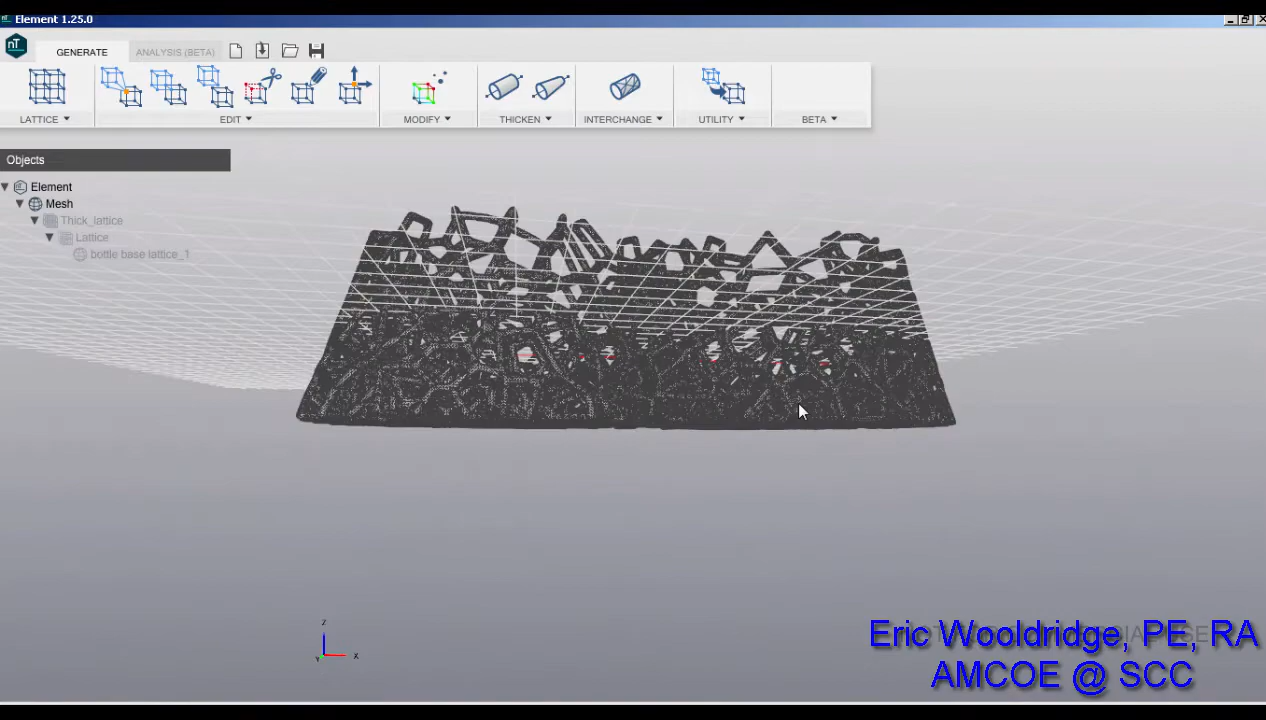 Element 1.25.0
nT
GENERATE
ANALYSIS (BETA)
LATTICE
EDIT
MODIFY
THICKEN
INTERCHANGE
UTILITY
BETA
Objects
Element
Mesh
Thick_lattice
Lattice
bottle base lattice_1
Z
Y
X
Eric Wooldridge, PE, RA
AMCOE @ SCC